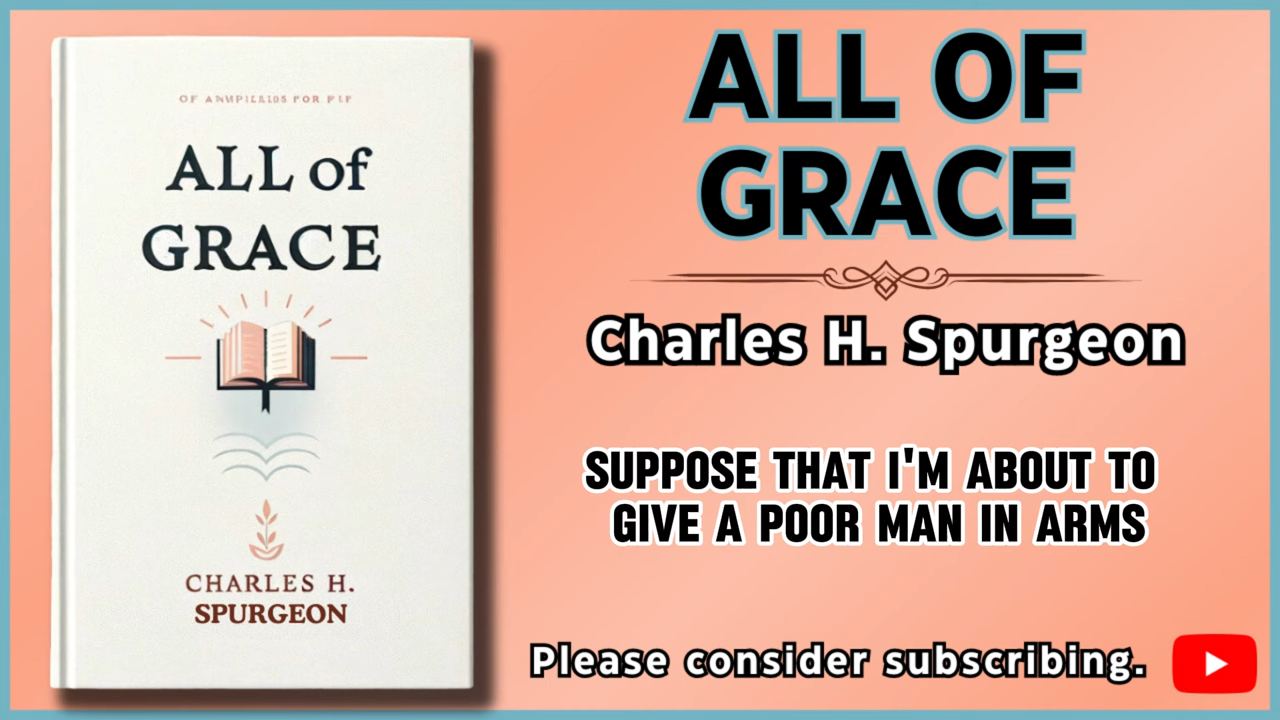 ALL of
GRACE
CHARLES H.
SPURGEON
ALL OF
GRACE
Charles H. Spurgeon
SUPPOSE THAT I'M ABOUT TO
GIVE A POOR MAN IN ARMS
Please consider subscribing.